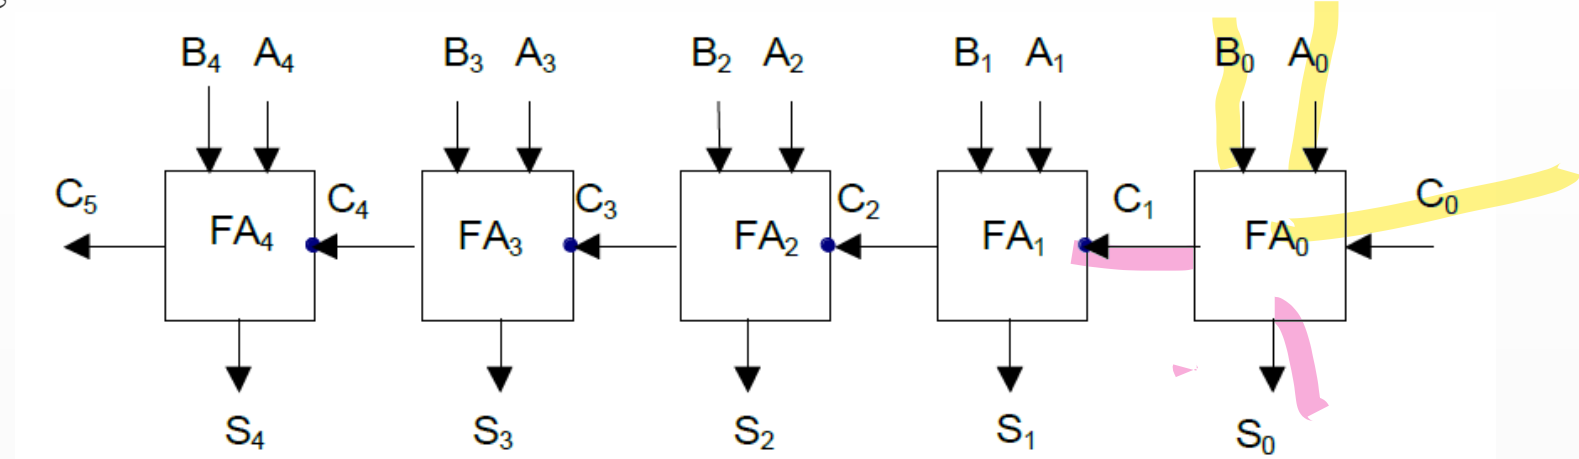 B₄ A₄ B₃ A₃ B₂ A₂ B₁ A₁ B₀ A₀
C₅ FA₄ C₄ FA₃ C₃ FA₂ C₂ FA₁ C₁ FA₀ C₀
S₄ S₃ S₂ S₁ S₀